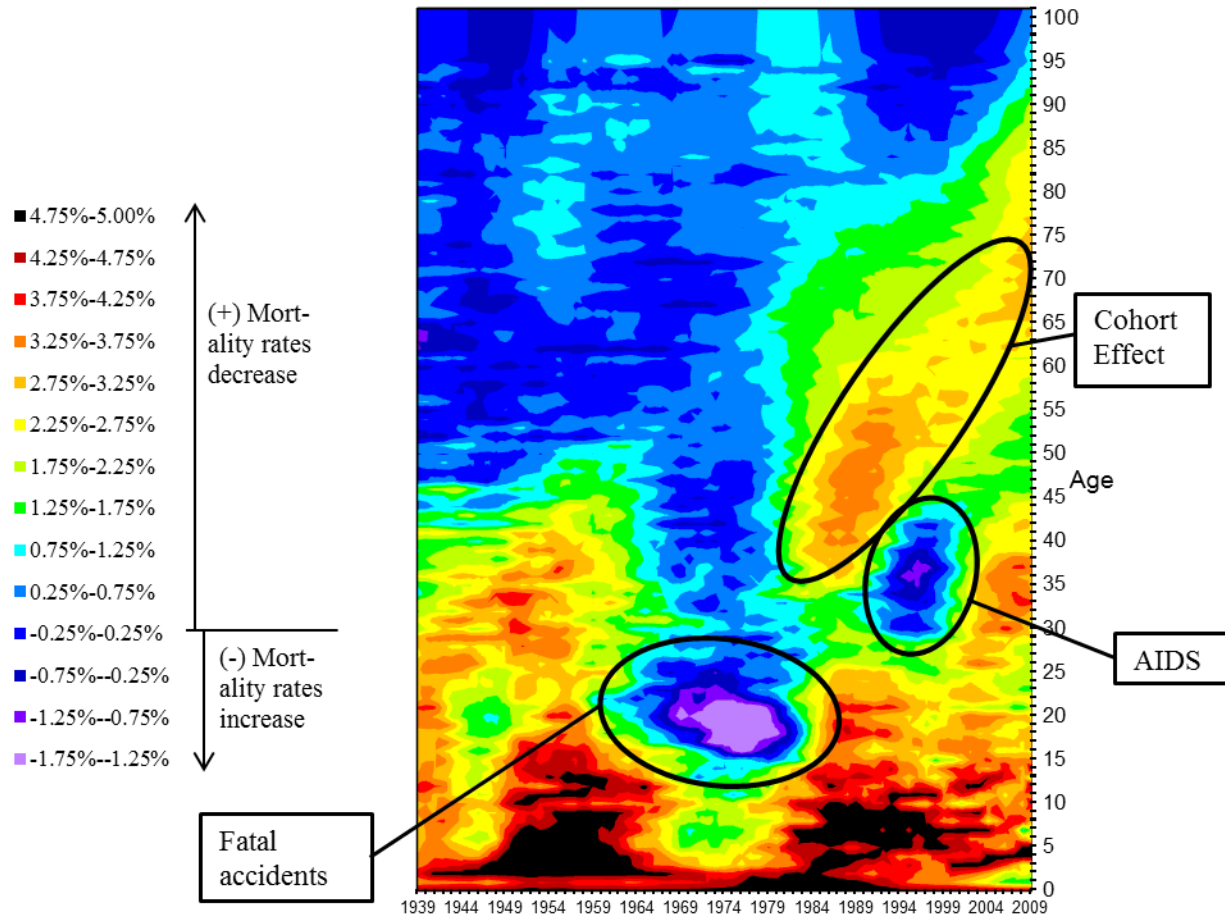 4.75%-5.00%
4.25%-4.75%
3.75%-4.25%
3.25%-3.75%
2.75%-3.25%
2.25%-2.75%
1.75%-2.25%
1.25%-1.75%
0.75%-1.25%
0.25%-0.75%
-0.25%-0.25%
-0.75%--0.25%
-1.25%--0.75%
-1.75%--1.25%
(+) Mort-
ality rates
decrease
(-) Mort-
ality rates
increase
Fatal
accidents
100
95
90
85
80
75
70
65
60
55
50
45
40
35
30
25
20
15
10
5
0
Age
Cohort
Effect
AIDS
1939 1944 1949 1954 1959 1964 1969 1974 1979 1984 1989 1994 1999 2004 2009